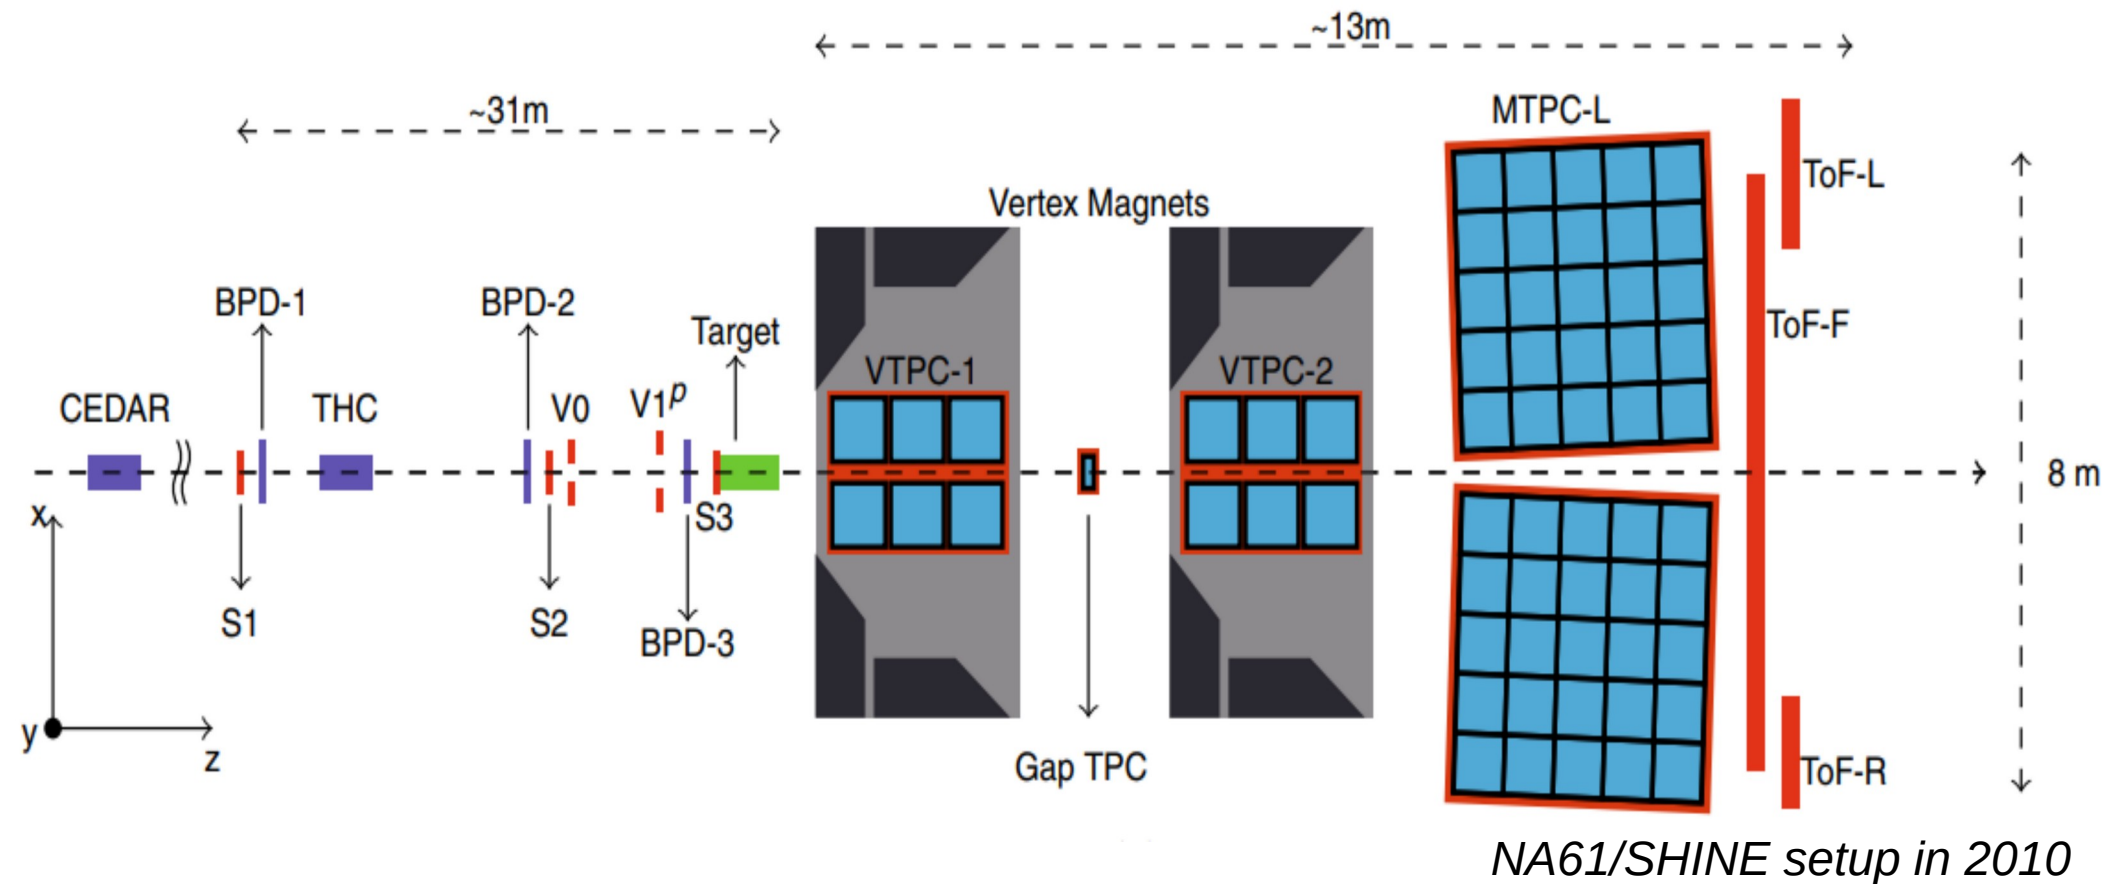 ~13m
~31m
MTPC-L
ToF-L
Vertex Magnets
BPD-1
BPD-2
Target
ToF-F
VTPC-1
VTPC-2
CEDAR
THC
V0
V1p
8 m
x
S3
S1
S2
BPD-3
y
z
Gap TPC
ToF-R
NA61/SHINE setup in 2010